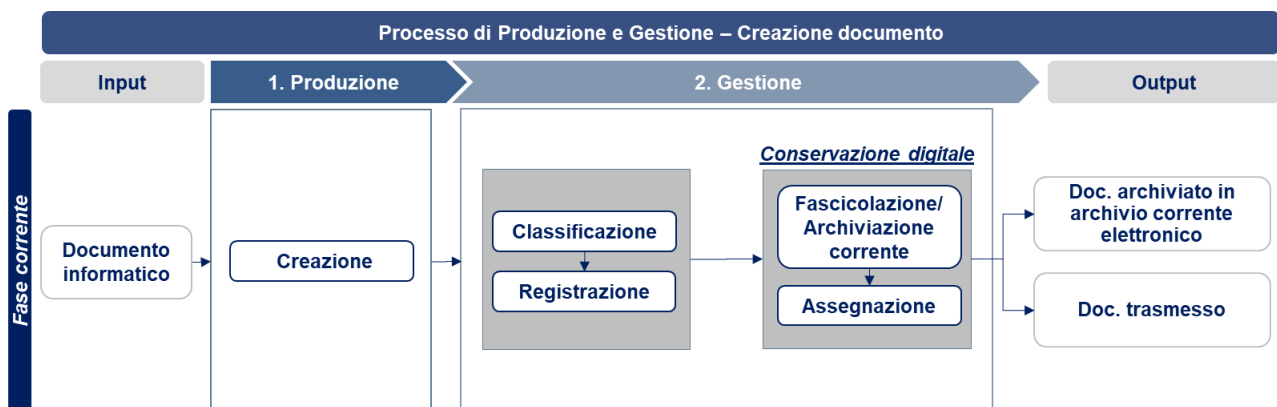 Processo di Produzione e Gestione – Creazione documento
Input
1. Produzione
2. Gestione
Output
Fase corrente
Documento
informatico
Creazione
Classificazione
Registrazione
Conservazione digitale
Fascicolazione/
Archiviazione
corrente
Assegnazione
Doc. archiviato in
archivio corrente
elettronico
Doc. trasmesso